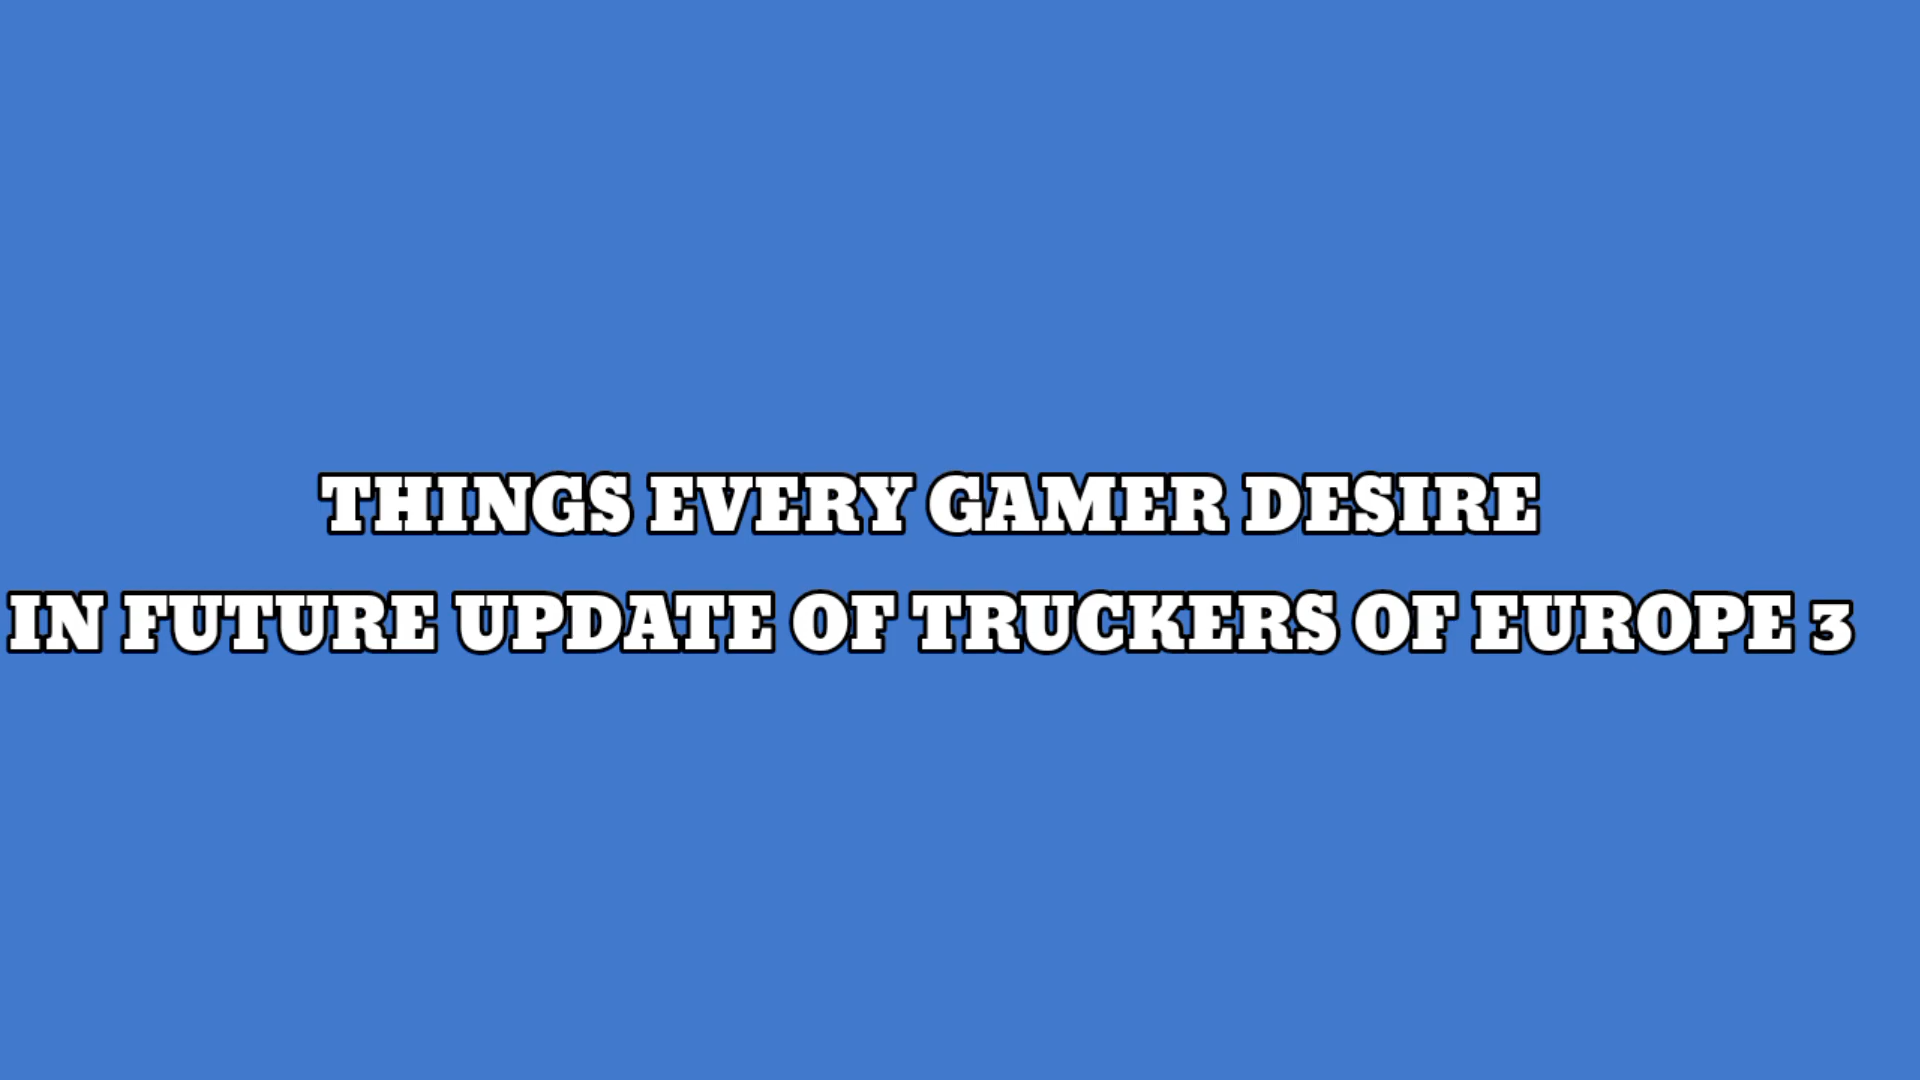 THINGS EVERY GAMER DESIRE
IN FUTURE UPDATE OF TRUCKERS OF EUROPE 3